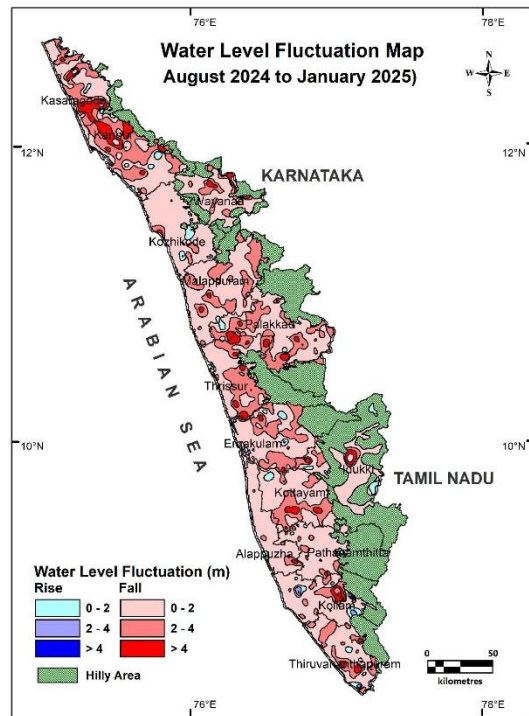 76°E
78°E
Water Level Fluctuation Map
August 2024 to January 2025)
N
W E
S
Kasaragode
Kannur
12°N
12°N
KARNATAKA
Wayanad
Kozhikode
Malappuram
ARABIAN SEA
Palakkad
Thrissur
10°N
10°N
Ernakulam
Idukki
TAMIL NADU
Kottayam
Alappuzha
Pathanamthitta
Water Level Fluctuation (m)
Rise Fall
0 - 2 0 - 2
2 - 4 2 - 4
> 4 > 4
Hilly Area
Kollam
Thiruvananthapuram
0 50
kilometres
76°E
78°E